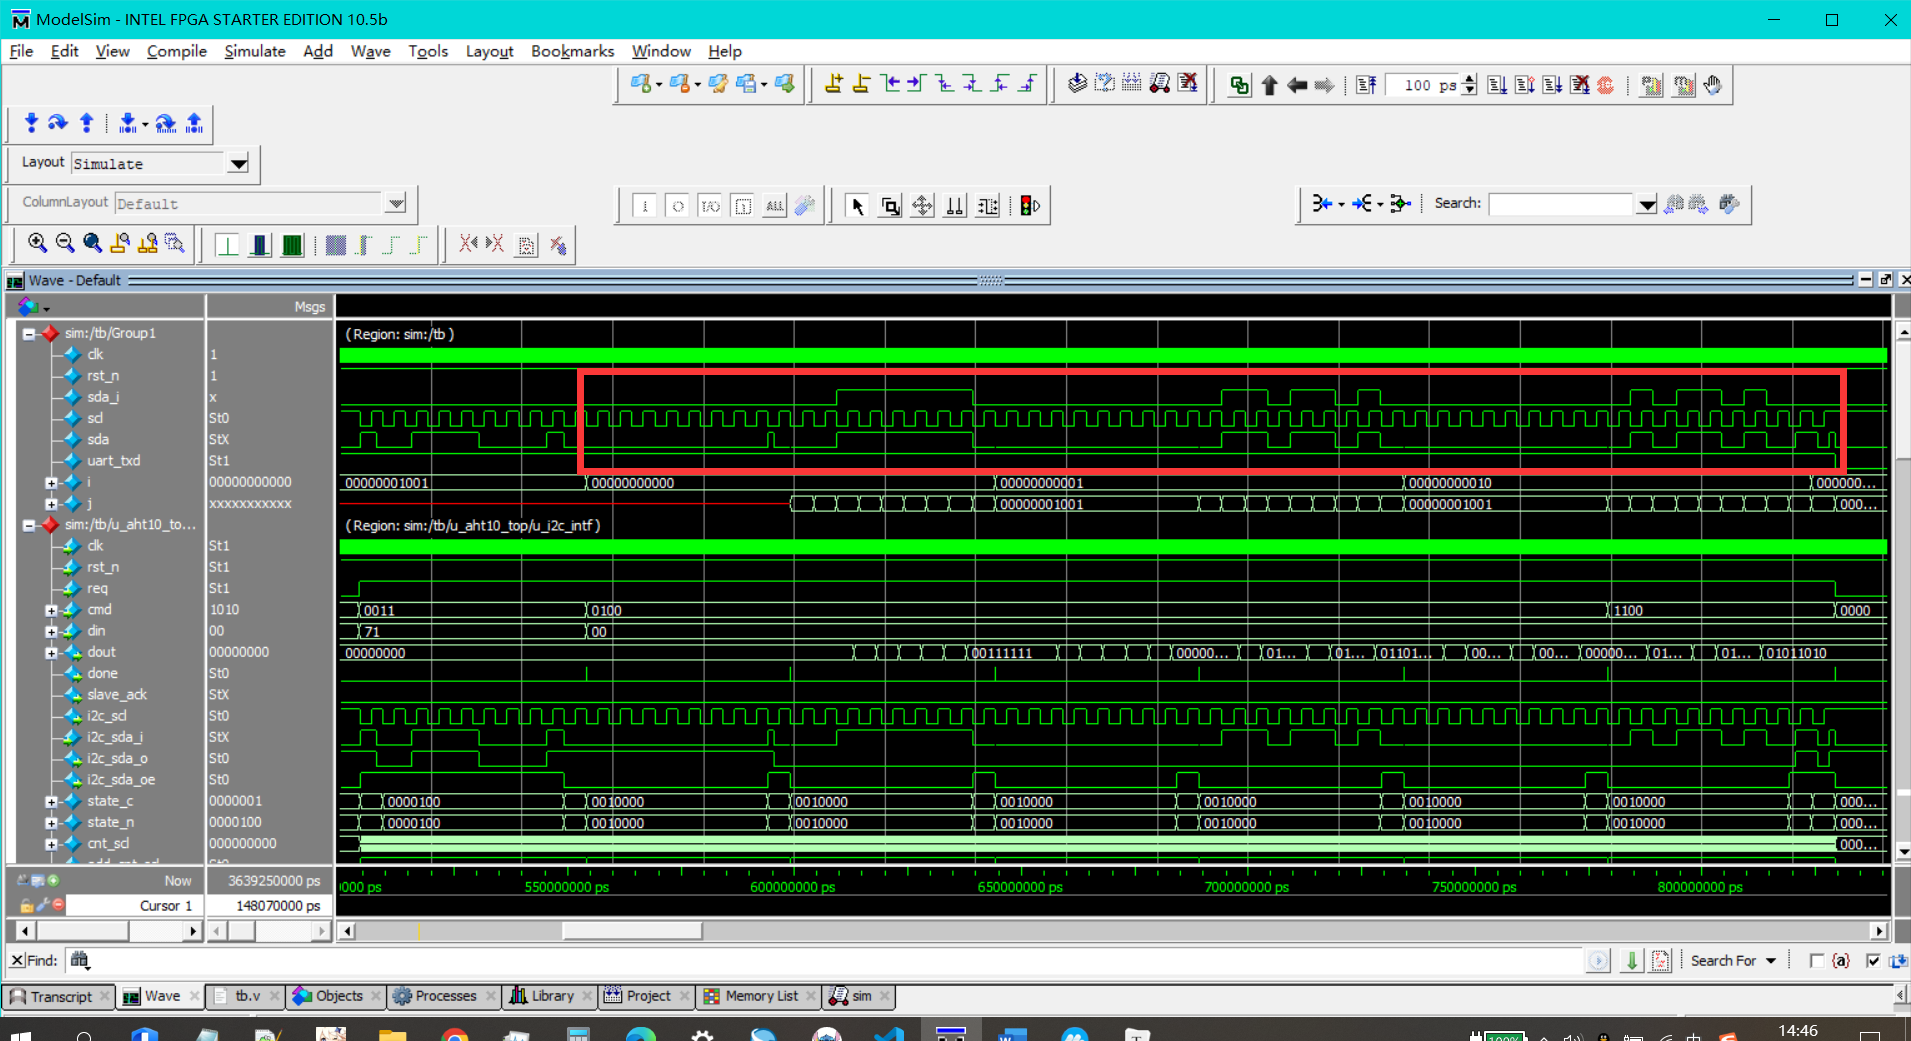 ModelSim - INTEL FPGA STARTER EDITION 10.5b
File Edit View Compile Simulate Add Wave Tools Layout Bookmarks Window Help
100 ps
Layout Simulate
ColumnLayout Default
ALL
Search:
Wave - Default
Msgs
sim:/tb/Group1 (Region: sim:/tb )
clk 1
rst_n 1
sda_i x
scl St0
sda StX
uart_txd St1
i 00000000000 00000001001 00000000000 00000000001 00000000010 000000...
j xxxxxxxxxxx 00000001001 00000001001 000...
sim:/tb/u_aht10_to... (Region: sim:/tb/u_aht10_top/u_i2c_intf )
clk St1
rst_n St1
req St1
cmd 1010 0011 0100 1100 0000
din 00 71 00
dout 00000000 00000000 00111111 00000... 01... 01... 01101... 00... 00... 00000... 01... 01... 01011010
done St0
slave_ack StX
i2c_scl St0
i2c_sda_i StX
i2c_sda_o St0
i2c_sda_oe St0
state_c 0000001 0000100 0010000 0010000 0010000 0010000 0010000 0010000 000...
state_n 0000100 0000100 0010000 0010000 0010000 0010000 0010000 0010000 000...
cnt_scl 000000000 000...
Now 3639250000 ps 0000 ps 550000000 ps 600000000 ps 650000000 ps 700000000 ps 750000000 ps 800000000 ps
Cursor 1 148070000 ps
Find: Search For {a}
Transcript Wave tb.v Objects Processes Library Project Memory List sim
100%
中
14:46